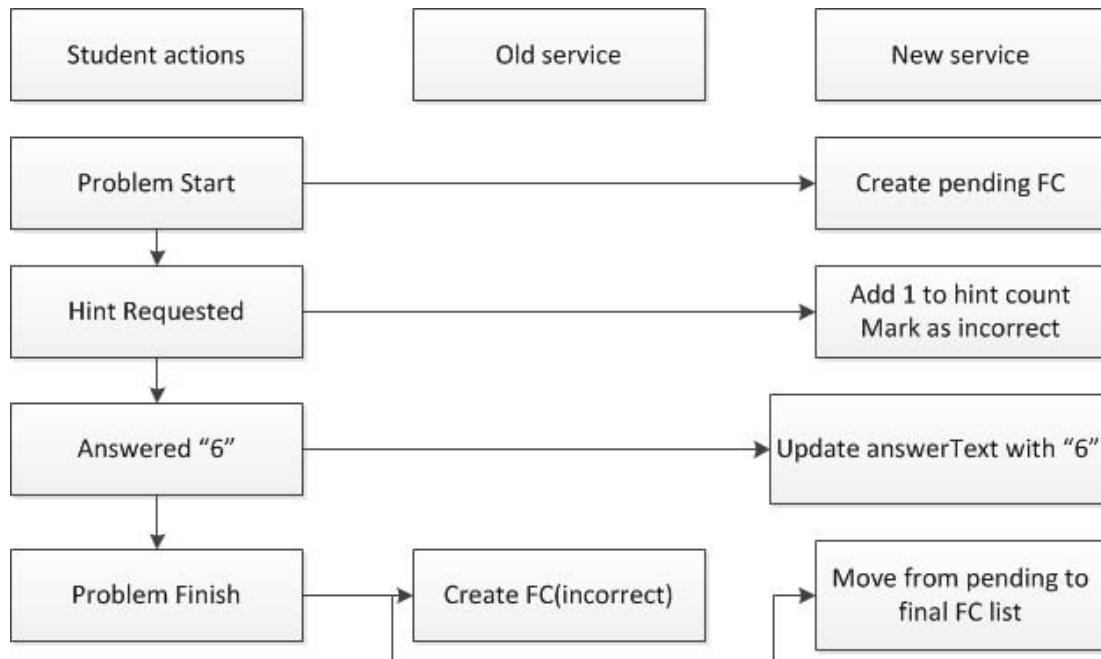 Student actions
Old service
New service
Problem Start
Create pending FC
Hint Requested
Add 1 to hint count
Mark as incorrect
Answered “6”
Update answerText with “6”
Problem Finish
Create FC(incorrect)
Move from pending to
final FC list